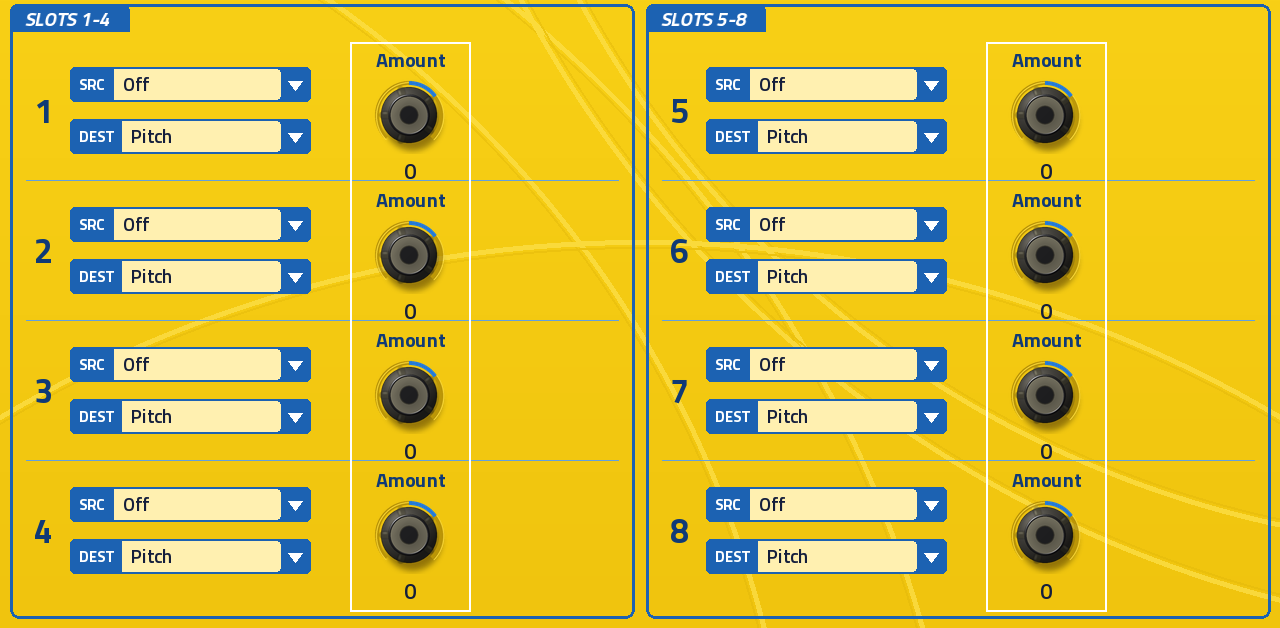 SLOTS 1-4
Amount
1
SRC Off
DEST Pitch
0
Amount
2
SRC Off
DEST Pitch
0
Amount
3
SRC Off
DEST Pitch
0
Amount
4
SRC Off
DEST Pitch
0
SLOTS 5-8
Amount
5
SRC Off
DEST Pitch
0
Amount
6
SRC Off
DEST Pitch
0
Amount
7
SRC Off
DEST Pitch
0
Amount
8
SRC Off
DEST Pitch
0